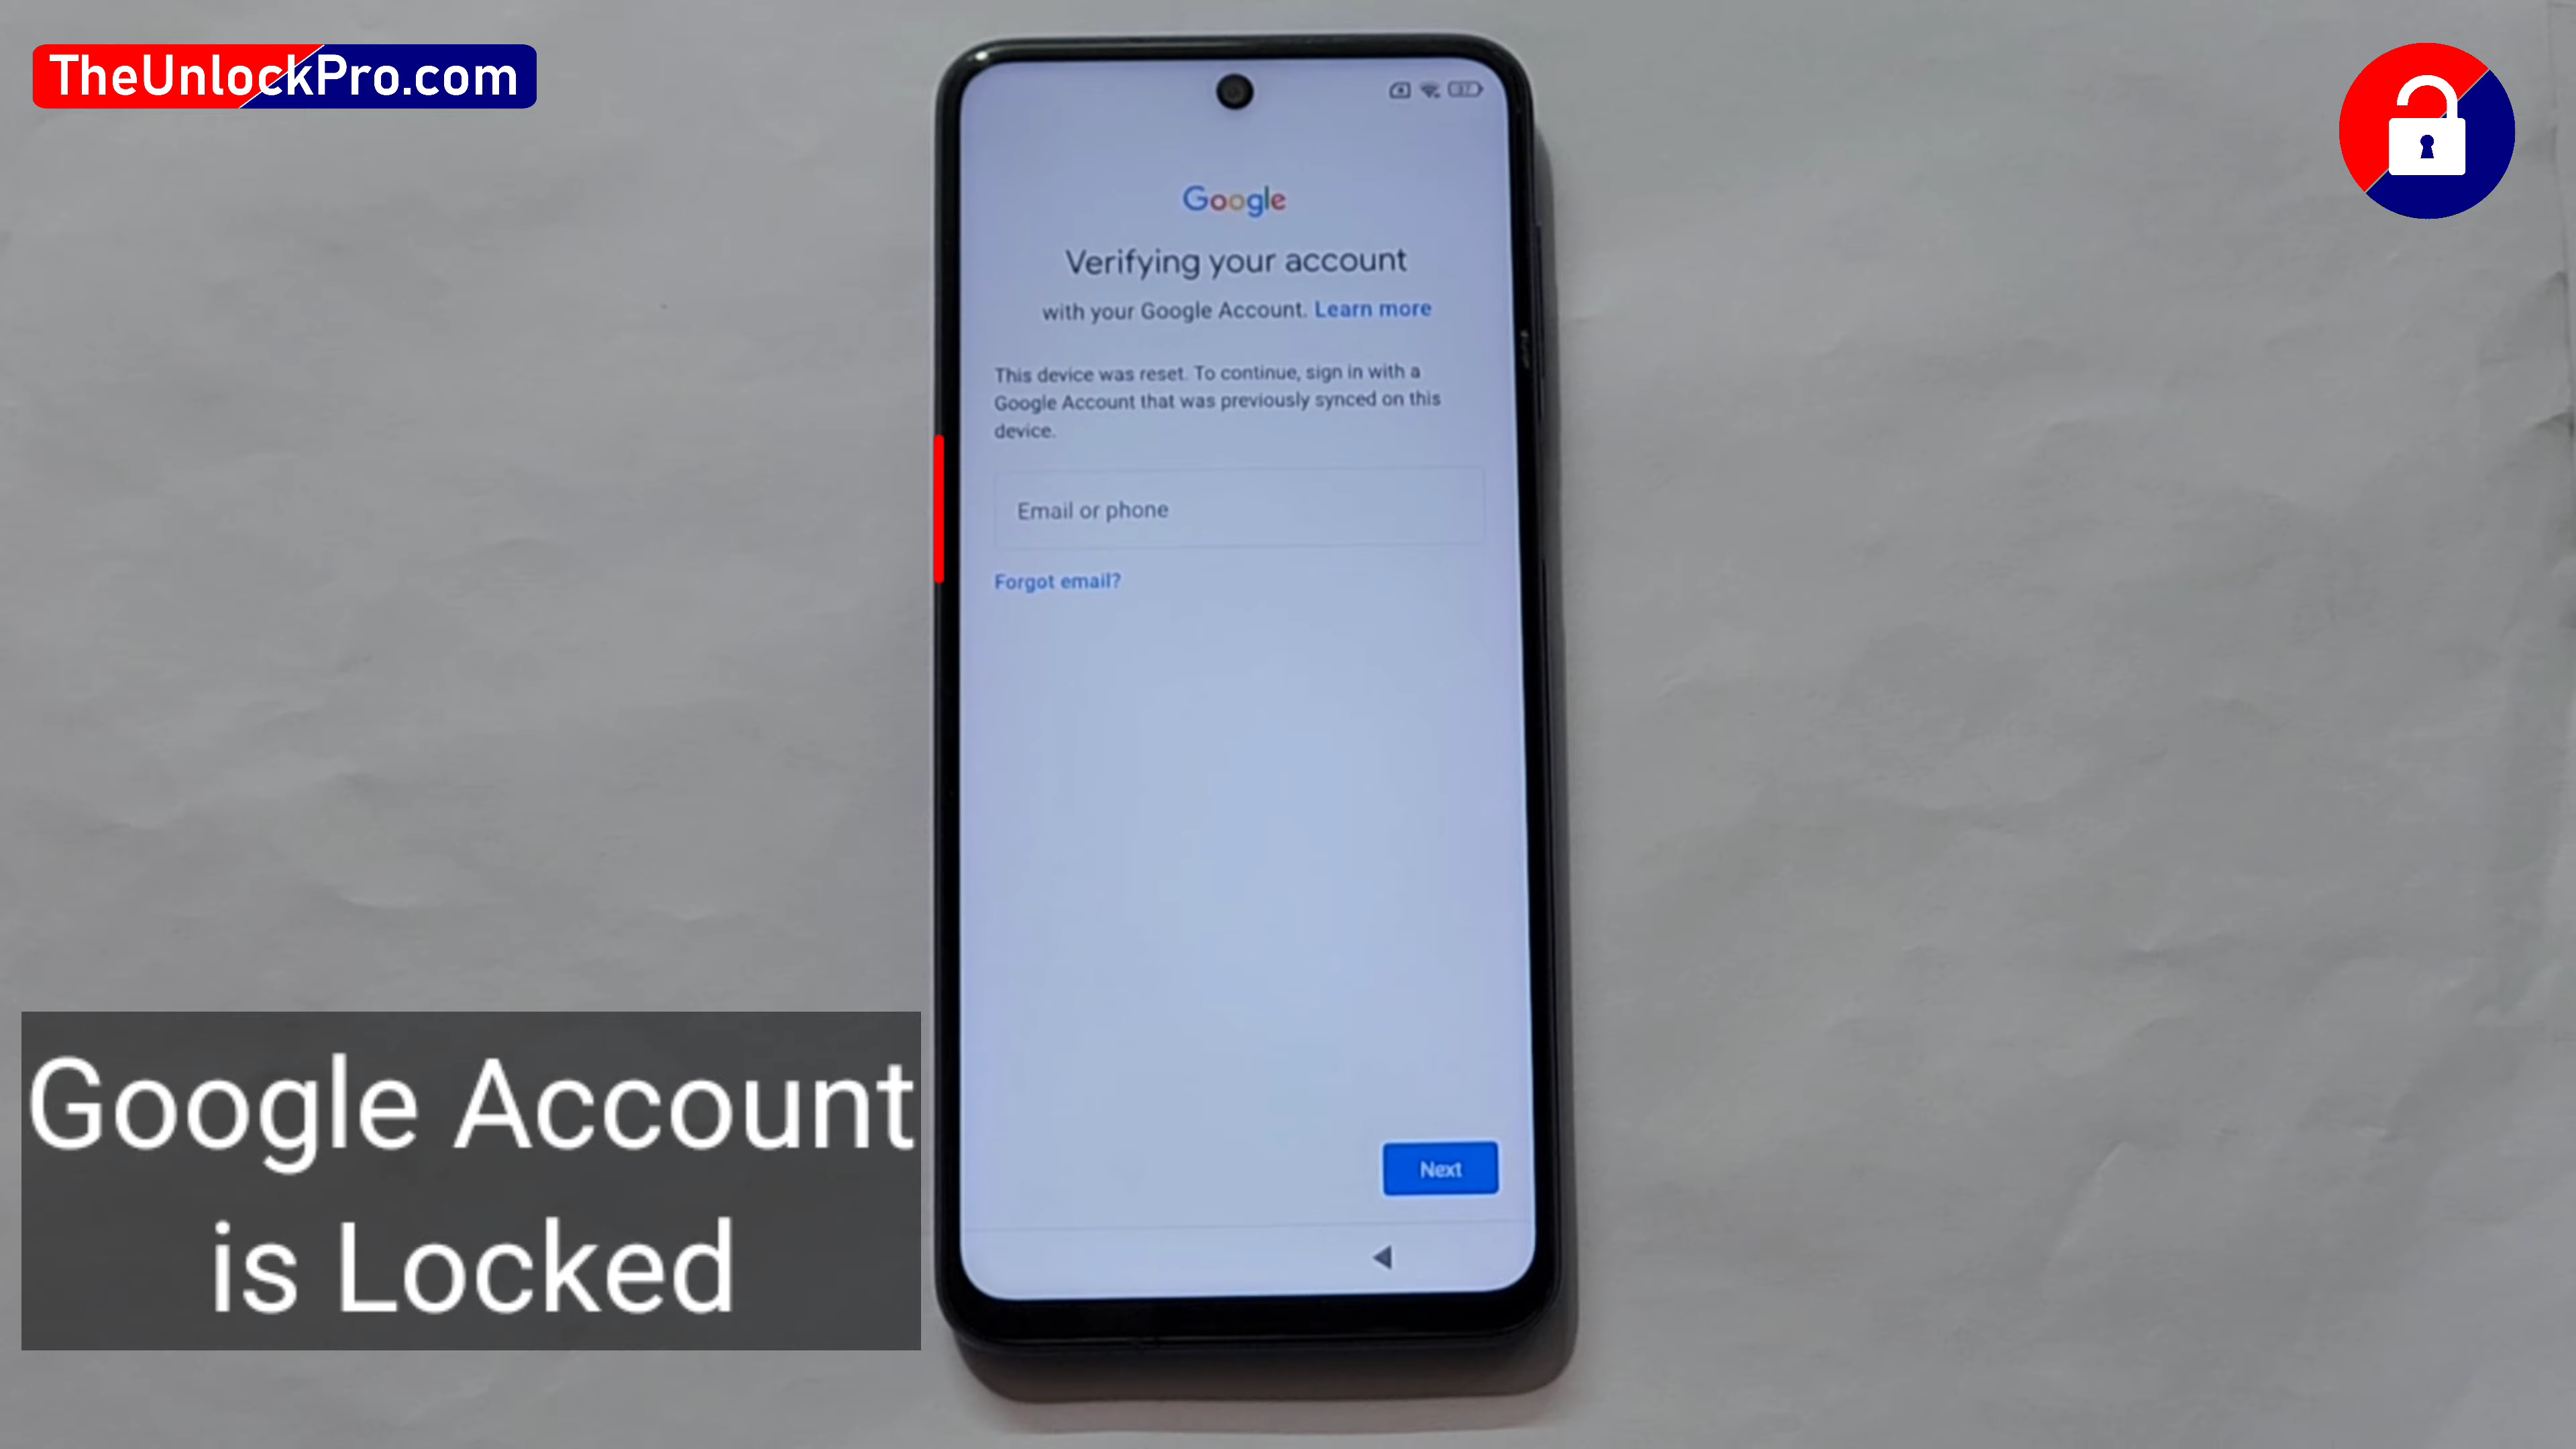 TheUnlockPro.com
37
Google
Verifying your account
with your Google Account. Learn more
This device was reset. To continue, sign in with a
Google Account that was previously synced on this
device.
Email or phone
Forgot email?
Next
Google Account
is Locked